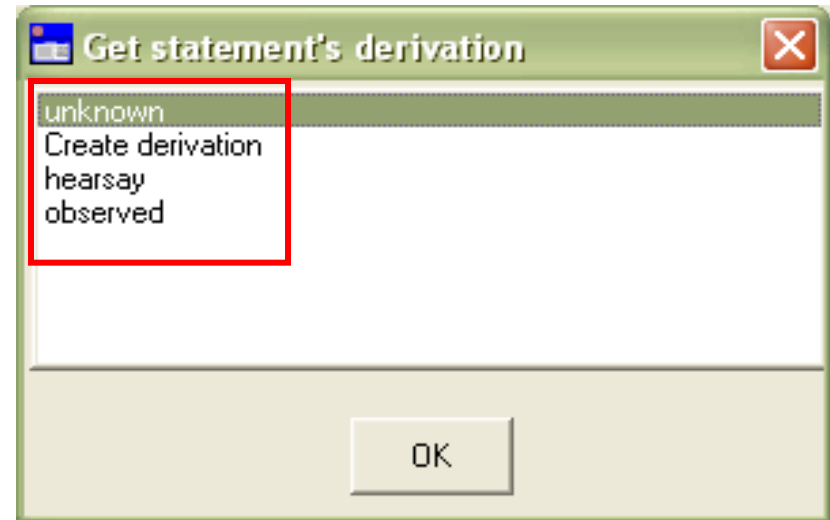 Get statement's derivation
unknown
Create derivation
hearsay
observed
OK